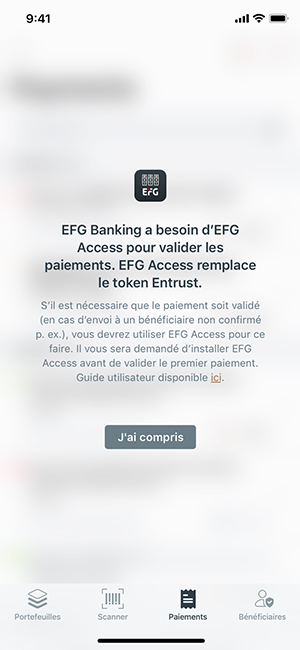 9:41
EFG
EFG Banking a besoin d’EFG
Access pour valider les
paiements. EFG Access remplace
le token Entrust.
S’il est nécessaire que le paiement soit validé
(en cas d’envoi à un bénéficiaire non confirmé
p. ex.), vous devrez utiliser EFG Access pour ce
faire. Il vous sera demandé d’installer EFG
Access avant de valider le premier paiement.
Guide utilisateur disponible ici.
J'ai compris
Portefeuilles Scanner Paiements Bénéficiaires